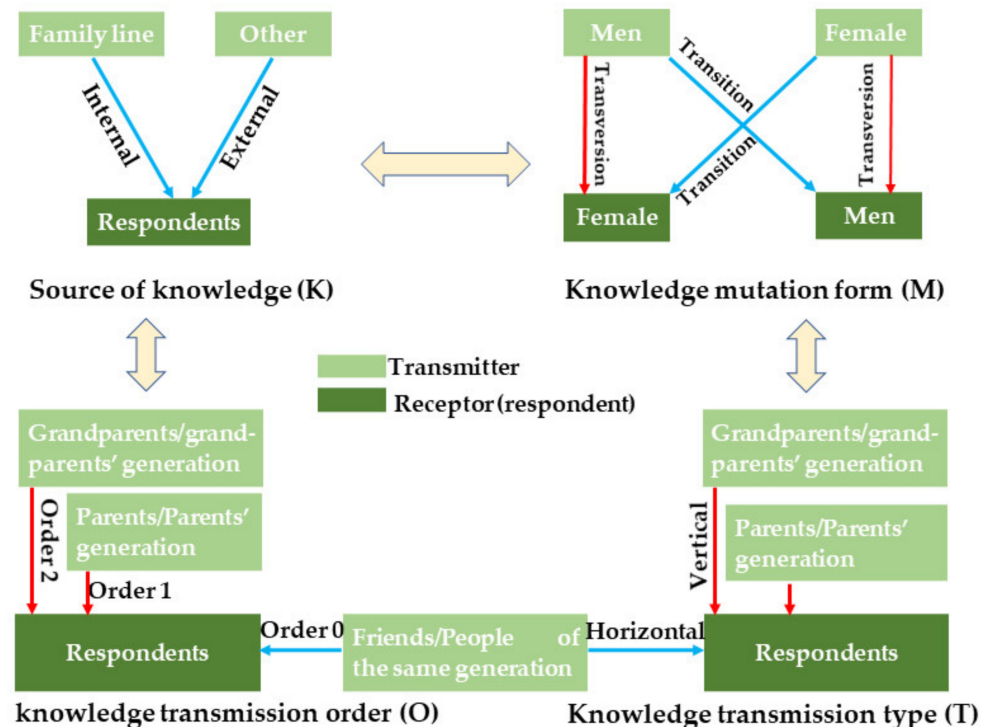 Family line
Other
Internal
External
Respondents
Source of knowledge (K)
Men
Female
Transversion
Transition
Transition
Transversion
Female
Men
Knowledge mutation form (M)
Transmitter
Receptor (respondent)
Grandparents/grand-
parents' generation
Parents/Parents'
generation
Order 2
Order 1
Respondents
knowledge transmission order (O)
Order 0
Friends/People of
the same generation
Horizontal
Grandparents/grand-
parents' generation
Parents/Parents'
generation
Vertical
Respondents
Knowledge transmission type (T)